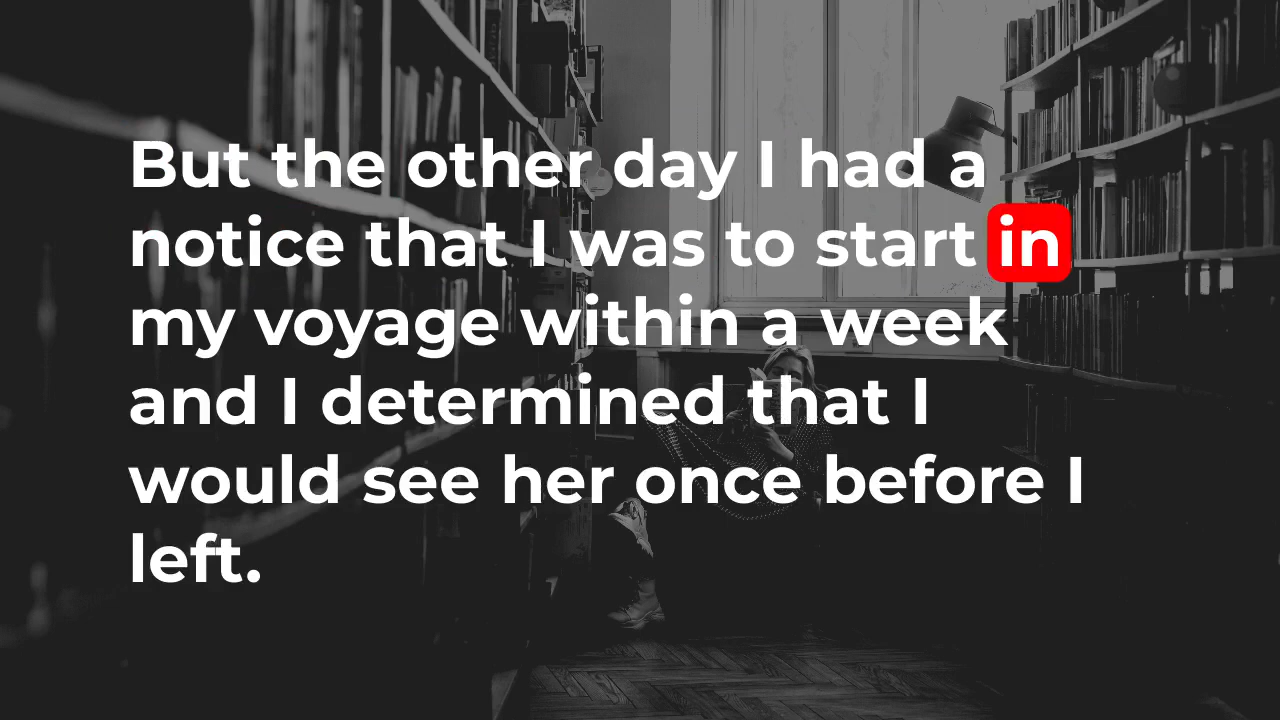 But the other day I had a
notice that I was to start in
my voyage within a week
and I determined that I
would see her once before I
left.